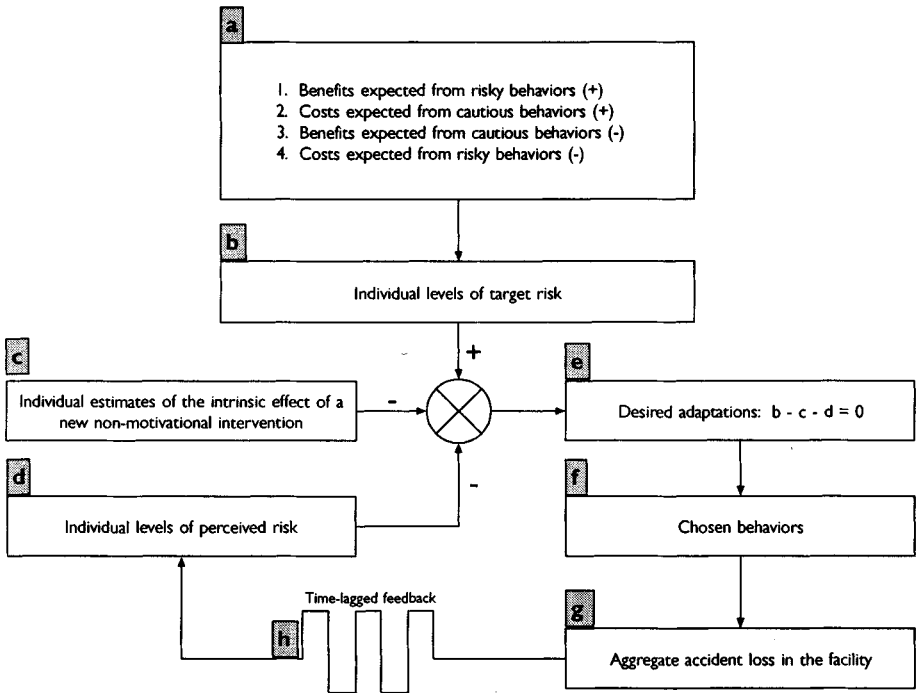 a
1. Benefits expected from risky behaviors (+)
2. Costs expected from cautious behaviors (+)
3. Benefits expected from cautious behaviors (-)
4. Costs expected from risky behaviors (-)
b
Individual levels of target risk
+
c
Individual estimates of the intrinsic effect of a
new non-motivational intervention
-
e
Desired adaptations: b - c - d = 0
d
Individual levels of perceived risk
-
f
Chosen behaviors
Time-lagged feedback
h
g
Aggregate accident loss in the facility